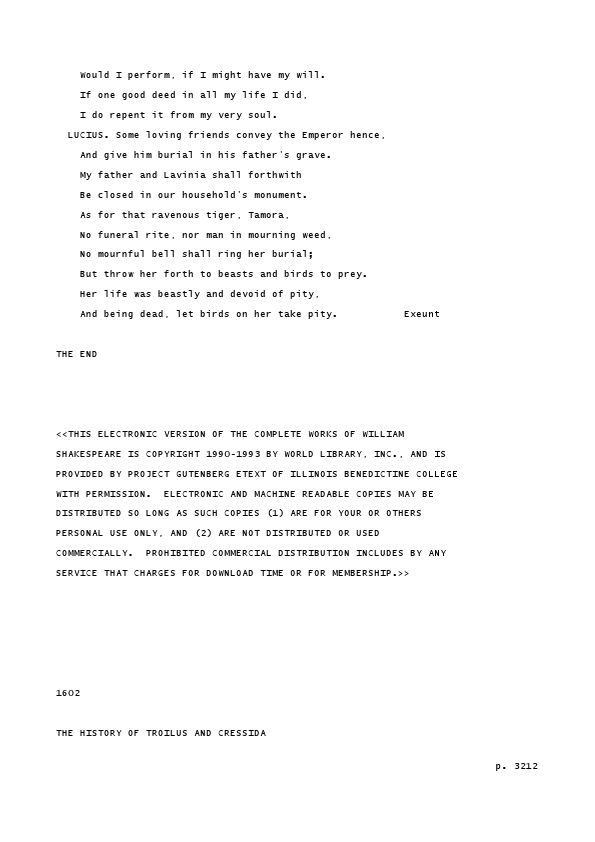 Would I perform, if I might have my will.
If one good deed in all my life I did,
I do repent it from my very soul.
LUCIUS. Some loving friends convey the Emperor hence,
And give him burial in his father's grave.
My father and Lavinia shall forthwith
Be closed in our household's monument.
As for that ravenous tiger, Tamora,
No funeral rite, nor man in mourning weed,
No mournful bell shall ring her burial;
But throw her forth to beasts and birds to prey.
Her life was beastly and devoid of pity,
And being dead, let birds on her take pity. Exeunt
THE END
<<THIS ELECTRONIC VERSION OF THE COMPLETE WORKS OF WILLIAM
SHAKESPEARE IS COPYRIGHT 1990-1993 BY WORLD LIBRARY, INC., AND IS
PROVIDED BY PROJECT GUTENBERG ETEXT OF ILLINOIS BENEDICTINE COLLEGE
WITH PERMISSION.  ELECTRONIC AND MACHINE READABLE COPIES MAY BE
DISTRIBUTED SO LONG AS SUCH COPIES (1) ARE FOR YOUR OR OTHERS
PERSONAL USE ONLY, AND (2) ARE NOT DISTRIBUTED OR USED
COMMERCIALLY.  PROHIBITED COMMERCIAL DISTRIBUTION INCLUDES BY ANY
SERVICE THAT CHARGES FOR DOWNLOAD TIME OR FOR MEMBERSHIP.>>
1602
THE HISTORY OF TROILUS AND CRESSIDA
p. 3212